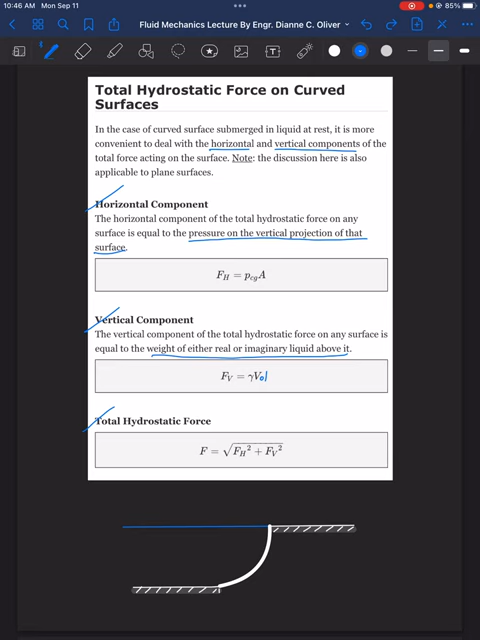 10:46 AM Mon Sep 11
85%
Fluid Mechanics Lecture By Engr. Dianne C. Oliver
Total Hydrostatic Force on Curved
Surfaces
In the case of curved surface submerged in liquid at rest, it is more
convenient to deal with the horizontal and vertical components of the
total force acting on the surface. Note: the discussion here is also
applicable to plane surfaces.
Horizontal Component
The horizontal component of the total hydrostatic force on any
surface is equal to the pressure on the vertical projection of that
surface.
F_H = p_{cg}A
Vertical Component
The vertical component of the total hydrostatic force on any surface is
equal to the weight of either real or imaginary liquid above it.
F_V = γVol
Total Hydrostatic Force
F = √(F_H² + F_V²)